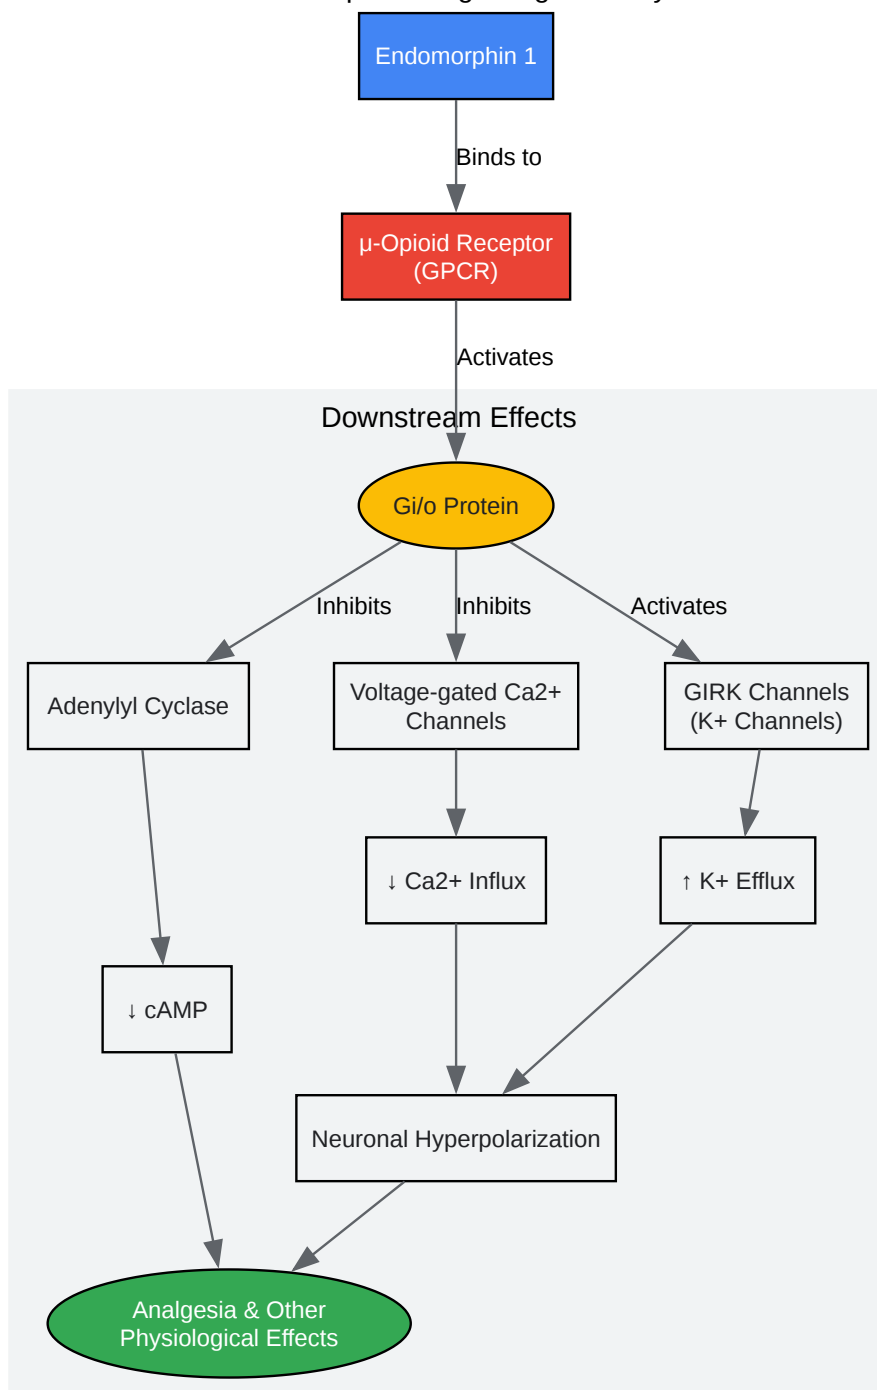 Endomorphin 1
Binds to
μ-Opioid Receptor
(GPCR)
Activates
Downstream Effects
Gi/o Protein
Inhibits
Inhibits
Activates
Adenylyl Cyclase
Voltage-gated Ca2+
Channels
GIRK Channels
(K+ Channels)
↓ Ca2+ Influx
↑ K+ Efflux
↓ cAMP
Neuronal Hyperpolarization
Analgesia & Other
Physiological Effects